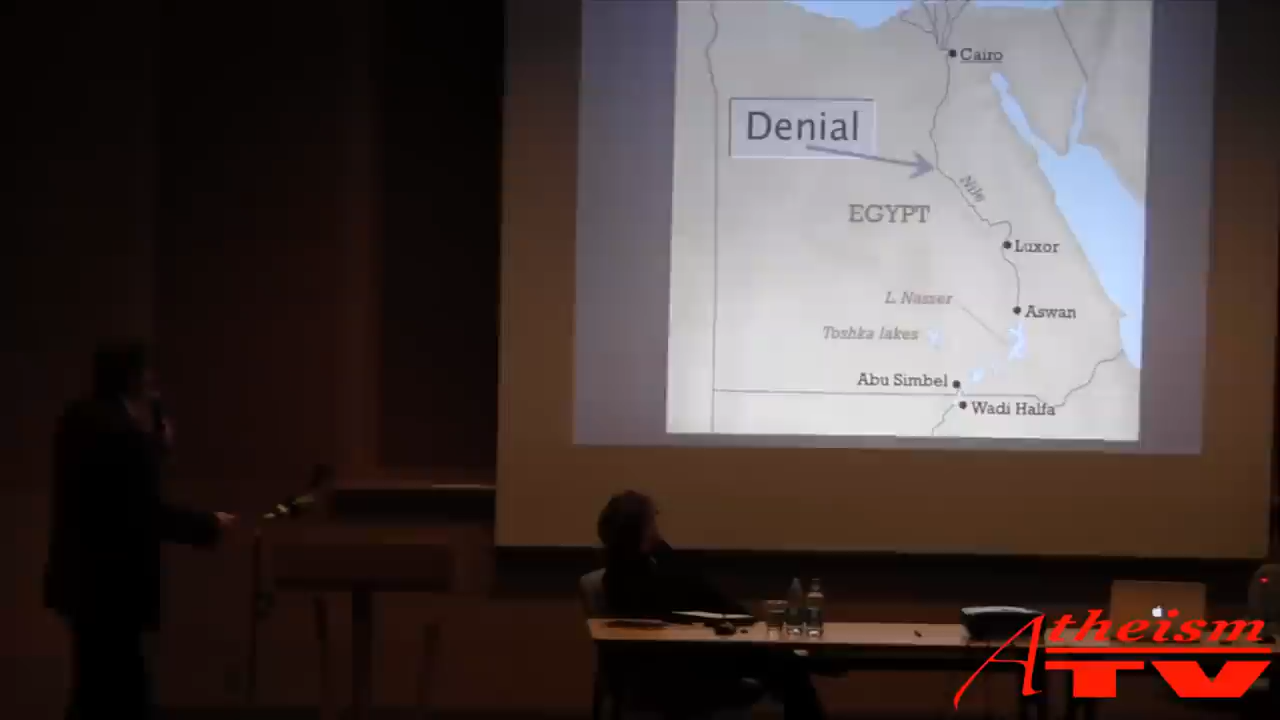 Cairo
Denial
Nile
EGYPT
Luxor
L. Nasser
Aswan
Toshka lakes
Abu Simbel
Wadi Halfa
Atheism
TV